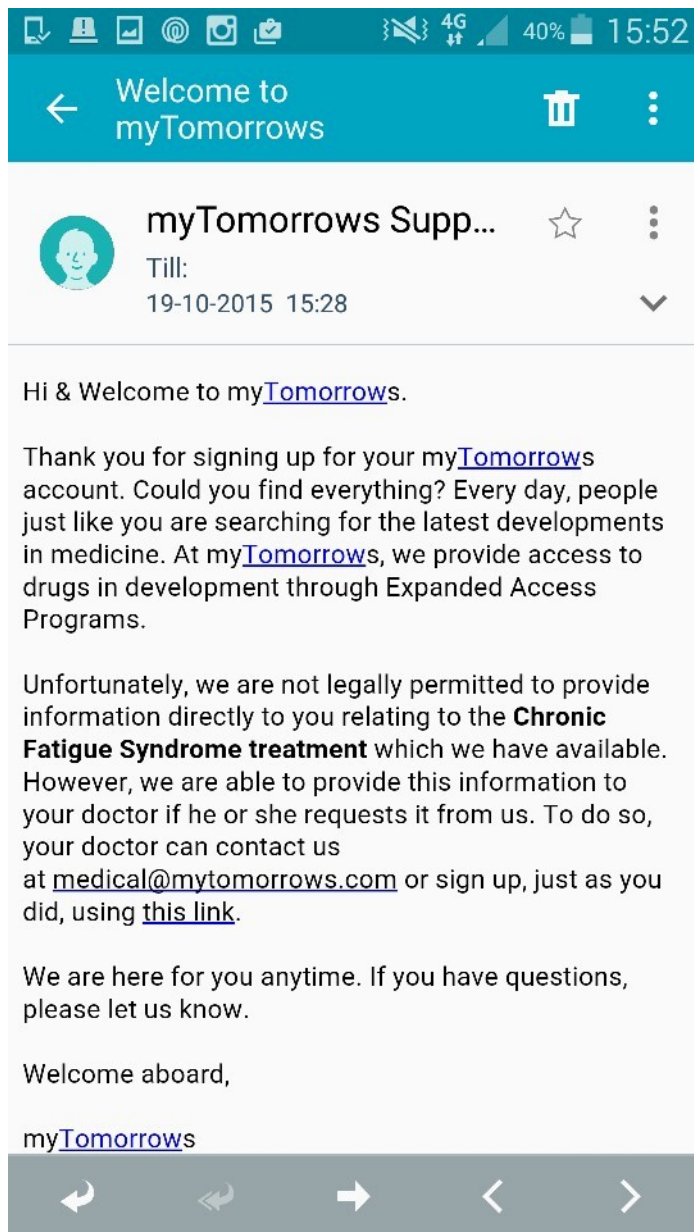 4G 40% 15:52
Welcome to
myTomorrows
myTomorrows Supp...
Till:
19-10-2015 15:28
Hi & Welcome to myTomorrows.
Thank you for signing up for your myTomorrows
account. Could you find everything? Every day, people
just like you are searching for the latest developments
in medicine. At myTomorrows, we provide access to
drugs in development through Expanded Access
Programs.
Unfortunately, we are not legally permitted to provide
information directly to you relating to the Chronic
Fatigue Syndrome treatment which we have available.
However, we are able to provide this information to
your doctor if he or she requests it from us. To do so,
your doctor can contact us
at medical@mytomorrows.com or sign up, just as you
did, using this link.
We are here for you anytime. If you have questions,
please let us know.
Welcome aboard,
myTomorrows